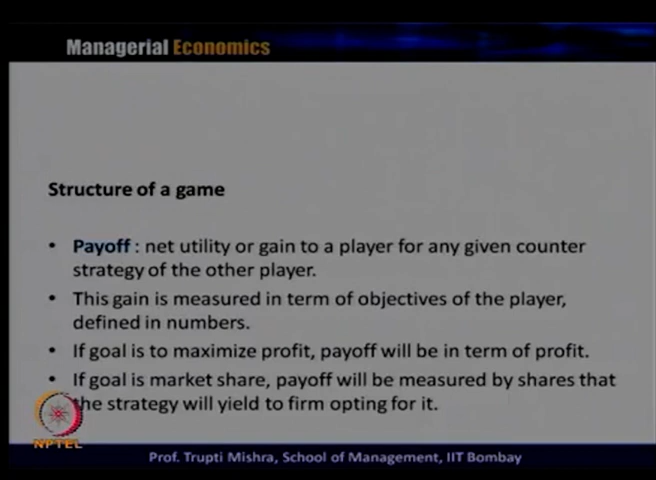 Managerial Economics
Structure of a game
• Payoff : net utility or gain to a player for any given counter
strategy of the other player.
• This gain is measured in term of objectives of the player,
defined in numbers.
• If goal is to maximize profit, payoff will be in term of profit.
• If goal is market share, payoff will be measured by shares that
the strategy will yield to firm opting for it.
NPTEL
Prof. Trupti Mishra, School of Management, IIT Bombay